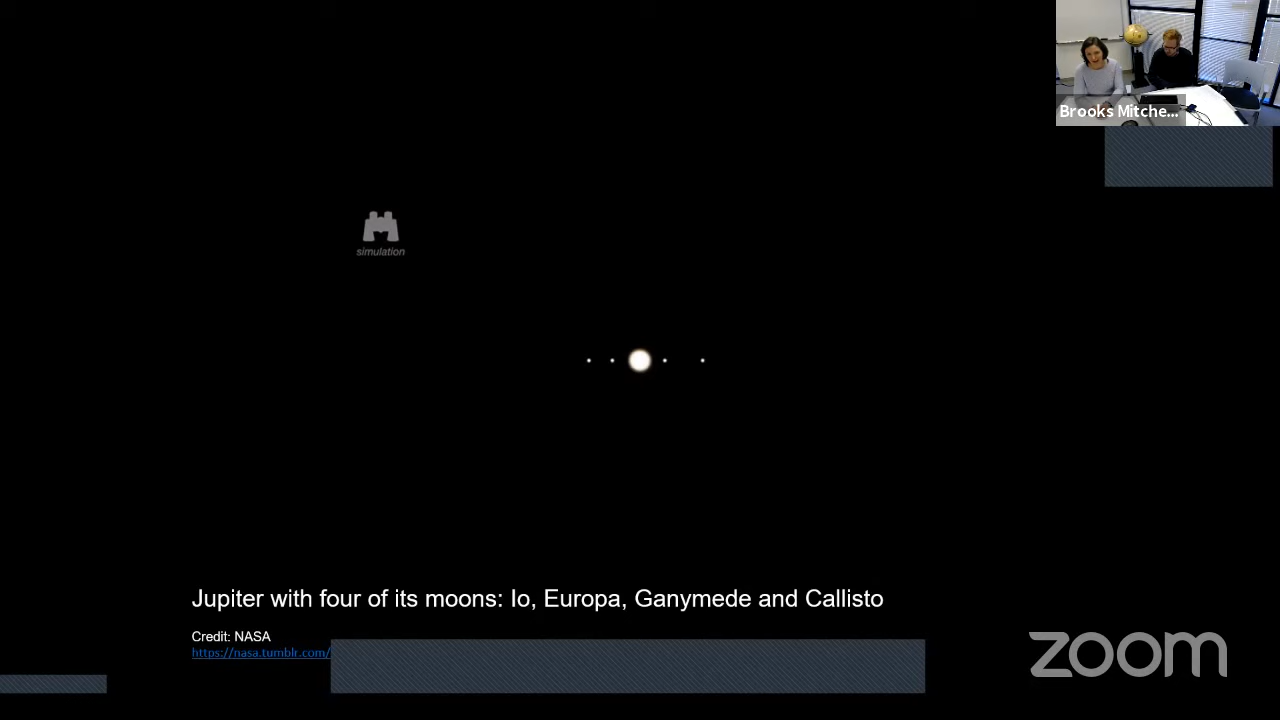 Brooks Mitche...
simulation
Jupiter with four of its moons: Io, Europa, Ganymede and Callisto
Credit: NASA
https://nasa.tumblr.com/
zoom